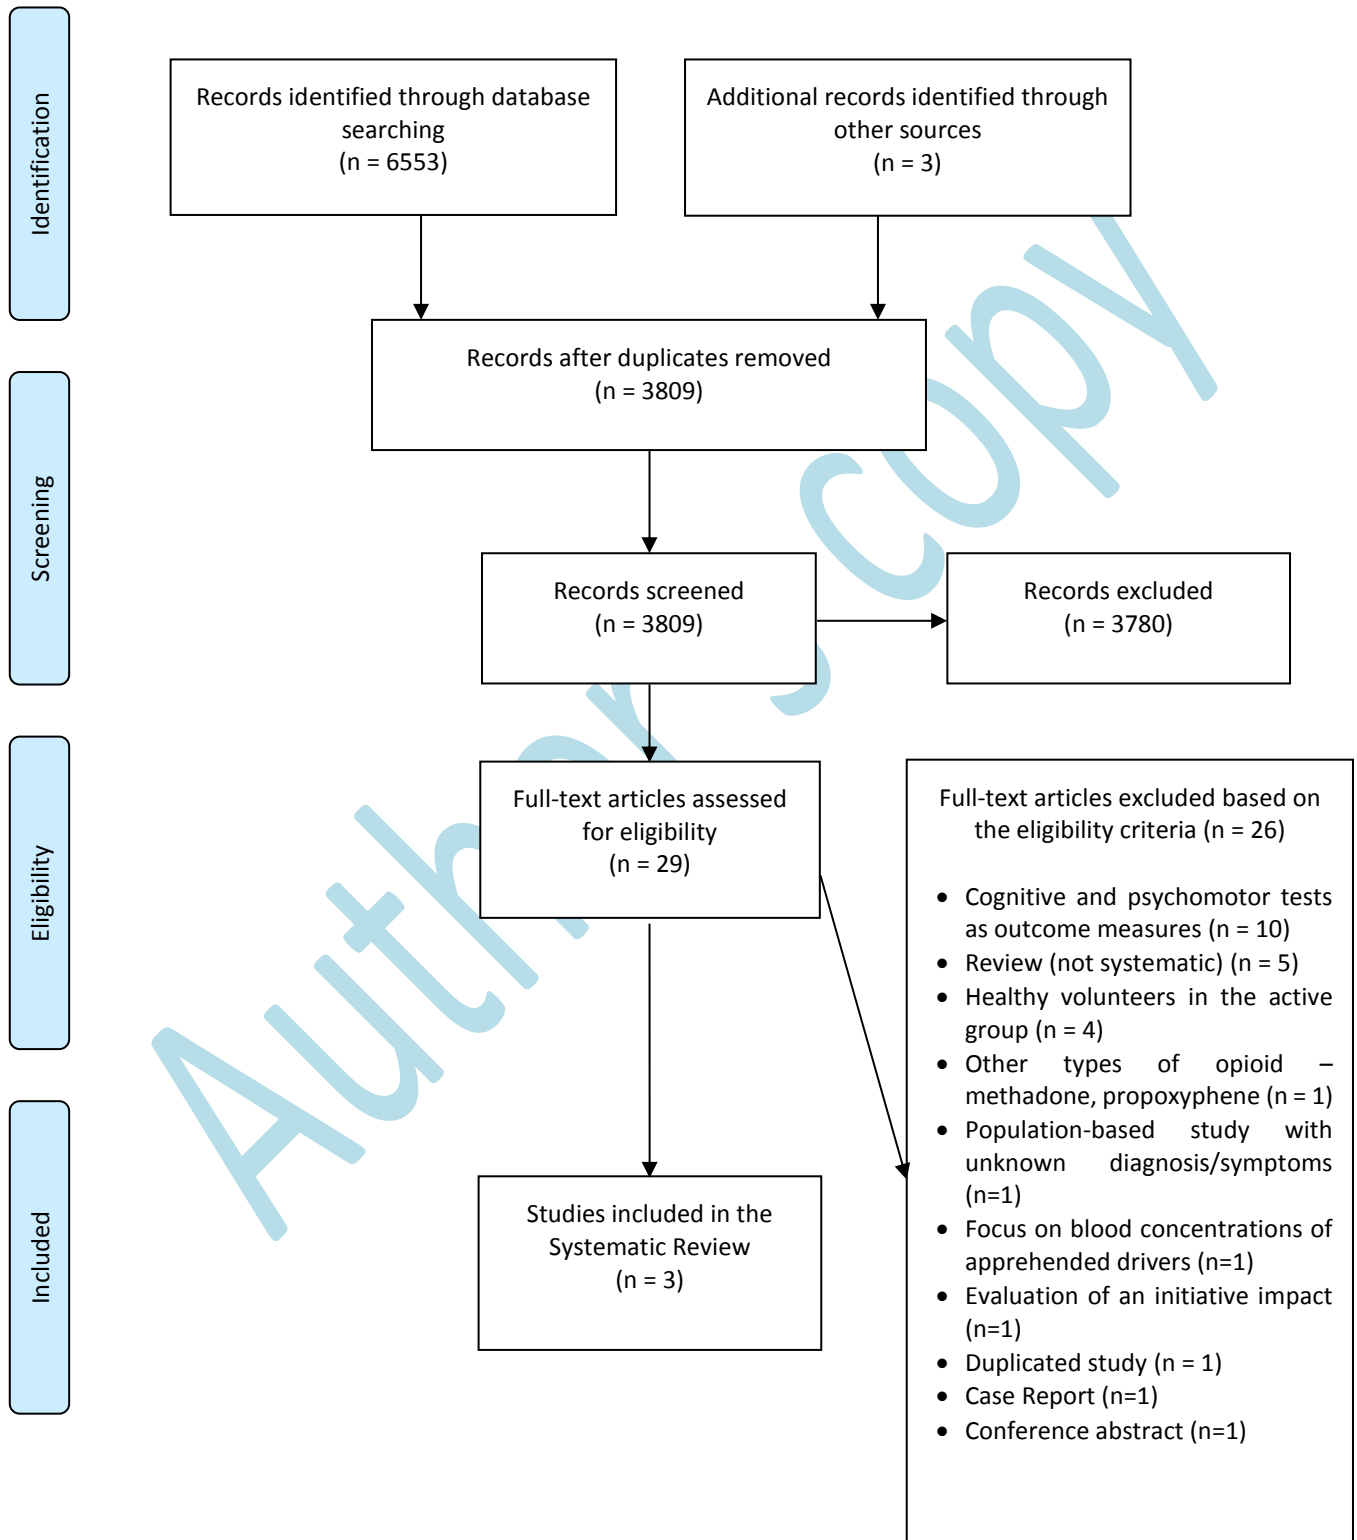 Identification
Records identified through database
searching
(n = 6553)
Additional records identified through
other sources
(n = 3)
Records after duplicates removed
(n = 3809)
Screening
Records screened
(n = 3809)
Records excluded
(n = 3780)
Eligibility
Full-text articles assessed
for eligibility
(n = 29)
Full-text articles excluded based on
the eligibility criteria (n = 26)
• Cognitive and psychomotor tests
as outcome measures (n = 10)
• Review (not systematic) (n = 5)
• Healthy volunteers in the active
group (n = 4)
• Other types of opioid –
methadone, propoxyphene (n = 1)
• Population-based study with
unknown diagnosis/symptoms
(n=1)
• Focus on blood concentrations of
apprehended drivers (n=1)
• Evaluation of an initiative impact
(n=1)
• Duplicated study (n = 1)
• Case Report (n=1)
• Conference abstract (n=1)
Included
Studies included in the
Systematic Review
(n = 3)
Author's copy